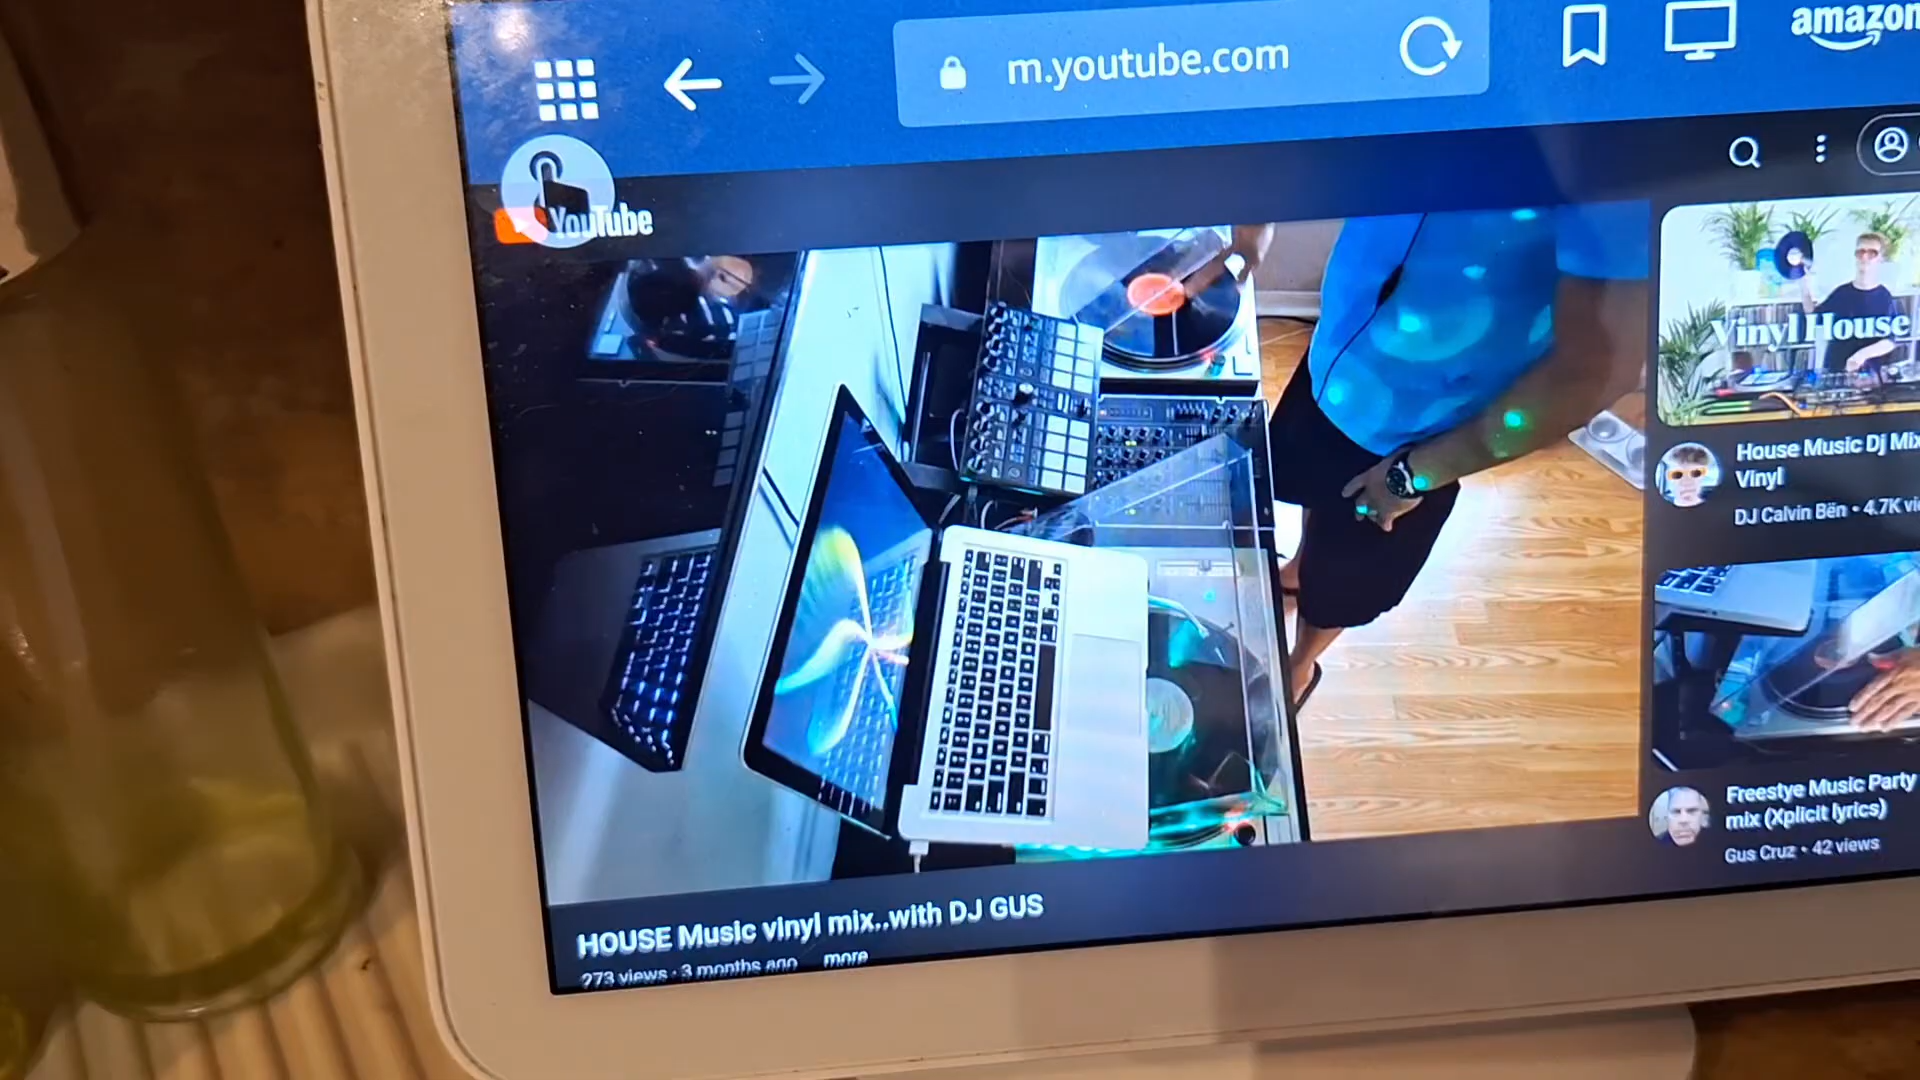 m.youtube.com
amazon
YouTube
Vinyl House
House Music Dj Mix
Vinyl
DJ Calvin Bën • 4.7K
Freestye Music Party
mix (Xplicit lyrics)
Gus Cruz • 42 views
HOUSE Music vinyl mix..with DJ GUS
273 views · 3 months ago more